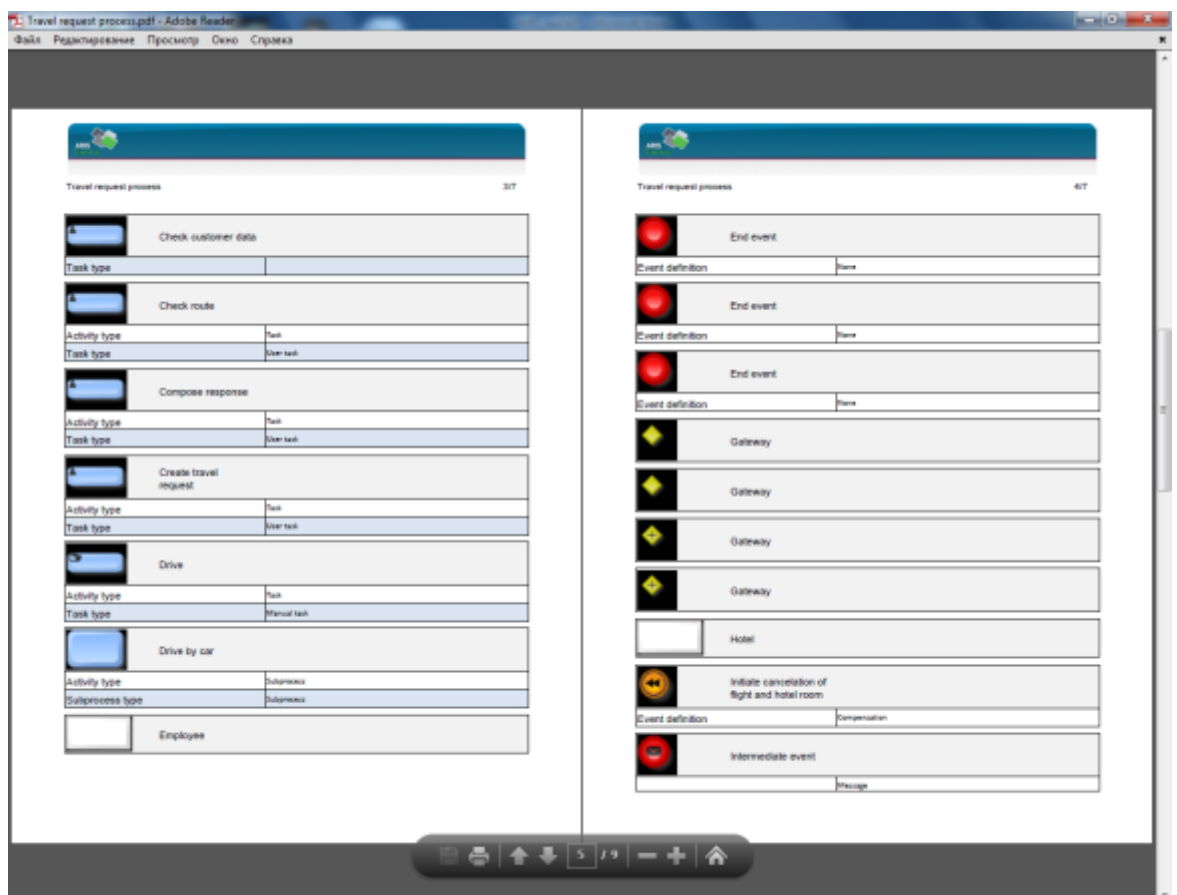 Travel request process.pdf - Adobe Reader
Файл Редактирование Просмотр Окно Справка
ARIS
Travel request process 3/7
Check customer data
Task type
Check route
Activity type Task
Task type User task
Compose response
Activity type Task
Task type User task
Create travel
request
Activity type Task
Task type User task
Drive
Activity type Task
Task type Manual task
Drive by car
Activity type Subprocess
Subprocess type Subprocess
Employee
ARIS
Travel request process 4/7
End event
Event definition None
End event
Event definition None
End event
Event definition None
Gateway
Gateway
Gateway
Gateway
Hotel
Initiate cancelation of
flight and hotel room
Event definition Compensation
Intermediate event
Message
5 / 9